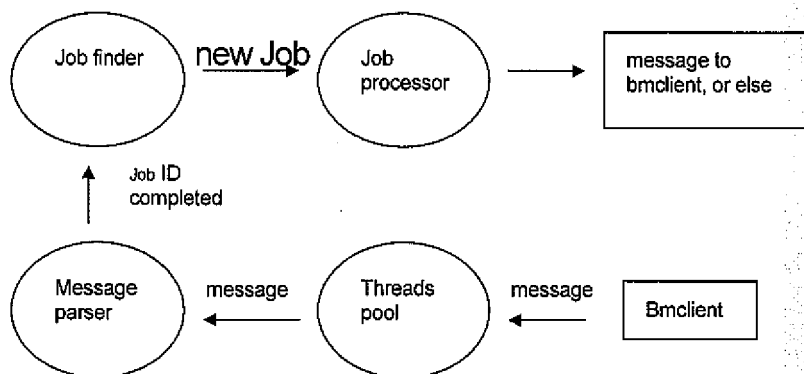 Job finder
new Job
Job
processor
message to
bmclient, or else
Job ID
completed
Message
parser
message
Threads
pool
message
Bmclient